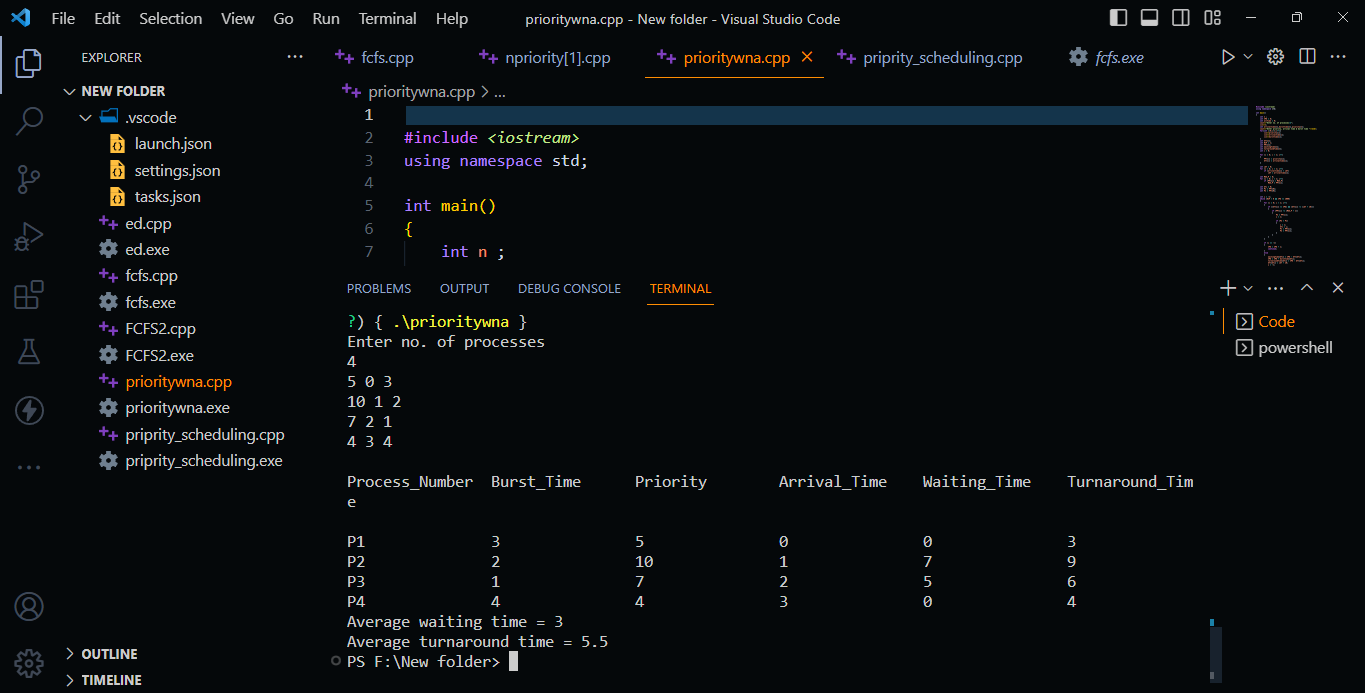 File Edit Selection View Go Run Terminal Help prioritywna.cpp - New folder - Visual Studio Code
EXPLORER
NEW FOLDER
.vscode
launch.json
settings.json
tasks.json
ed.cpp
ed.exe
fcfs.cpp
fcfs.exe
FCFS2.cpp
FCFS2.exe
prioritywna.cpp
prioritywna.exe
priprity_scheduling.cpp
priprity_scheduling.exe
OUTLINE
TIMELINE
fcfs.cpp npriority[1].cpp prioritywna.cpp priprity_scheduling.cpp fcfs.exe
prioritywna.cpp > ...
1
2 #include <iostream>
3 using namespace std;
4
5 int main()
6 {
7 int n ;
PROBLEMS OUTPUT DEBUG CONSOLE TERMINAL
?) { .\prioritywna }
Enter no. of processes
4
5 0 3
10 1 2
7 2 1
4 3 4
Process_Number Burst_Time Priority Arrival_Time Waiting_Time Turnaround_Tim
e
P1 3 5 0 0 3
P2 2 10 1 7 9
P3 1 7 2 5 6
P4 4 4 3 0 4
Average waiting time = 3
Average turnaround time = 5.5
PS F:\New folder>
Code
powershell